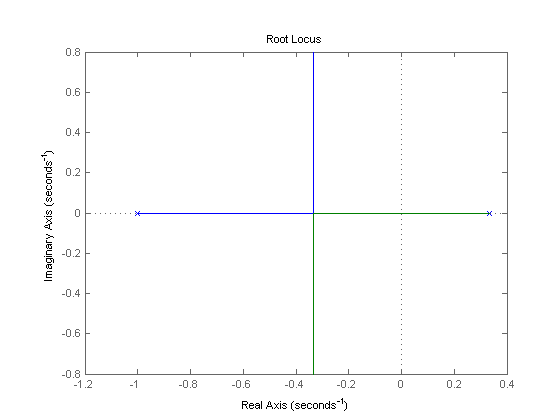 Root Locus
0.8
0.6
0.4
0.2
0
-0.2
-0.4
-0.6
-0.8
Imaginary Axis (seconds⁻¹)
-1.2 -1 -0.8 -0.6 -0.4 -0.2 0 0.2 0.4
Real Axis (seconds⁻¹)